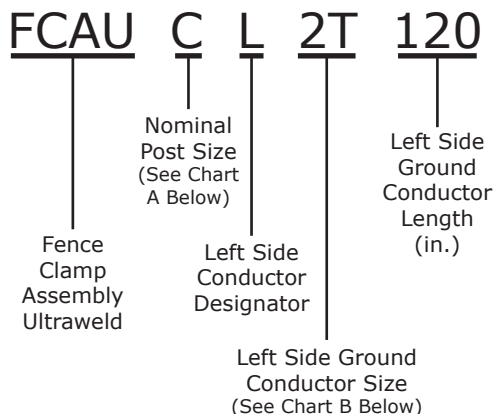 FCAU C L 2T 120
Nominal
Post Size
(See Chart
A Below)
Left Side
Ground
Conductor
Length
(in.)
Fence
Clamp
Assembly
Ultraweld
Left Side
Conductor
Designator
Left Side Ground
Conductor Size
(See Chart B Below)